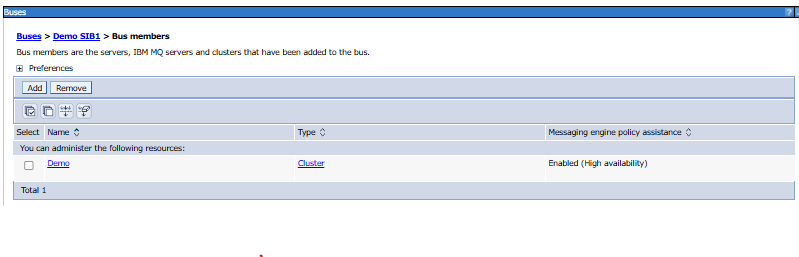 Buses
?
Buses > Demo SIB1 > Bus members
Bus members are the servers, IBM MQ servers and clusters that have been added to the bus.
Preferences
Add Remove
Select Name Type Messaging engine policy assistance
You can administer the following resources:
Demo Cluster Enabled (High availability)
Total 1